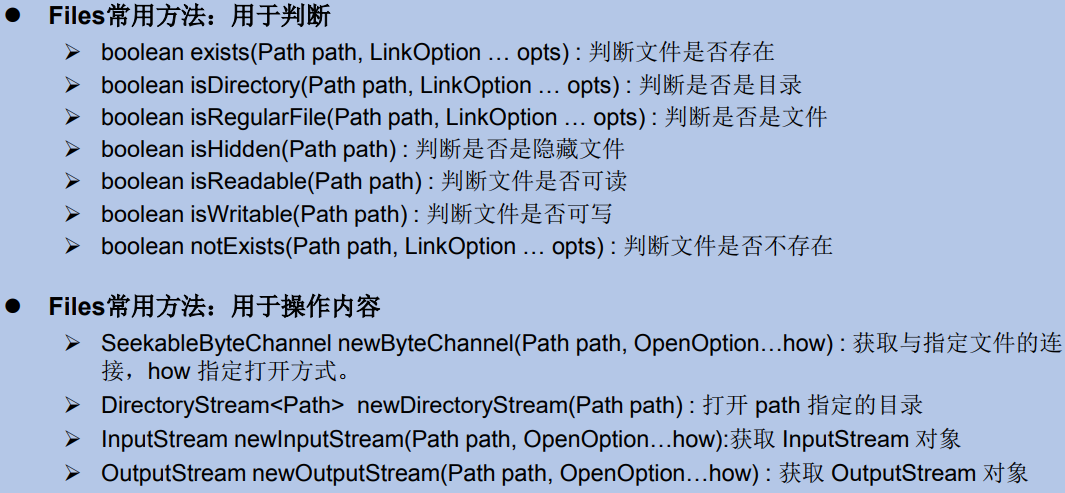 ● Files常用方法：用于判断
➢ boolean exists(Path path, LinkOption … opts) : 判断文件是否存在
➢ boolean isDirectory(Path path, LinkOption … opts) : 判断是否是目录
➢ boolean isRegularFile(Path path, LinkOption … opts) : 判断是否是文件
➢ boolean isHidden(Path path) : 判断是否是隐藏文件
➢ boolean isReadable(Path path) : 判断文件是否可读
➢ boolean isWritable(Path path) : 判断文件是否可写
➢ boolean notExists(Path path, LinkOption … opts) : 判断文件是否不存在
● Files常用方法：用于操作内容
➢ SeekableByteChannel newByteChannel(Path path, OpenOption…how) : 获取与指定文件的连
接，how 指定打开方式。
➢ DirectoryStream<Path> newDirectoryStream(Path path) : 打开 path 指定的目录
➢ InputStream newInputStream(Path path, OpenOption…how):获取 InputStream 对象
➢ OutputStream newOutputStream(Path path, OpenOption…how) : 获取 OutputStream 对象